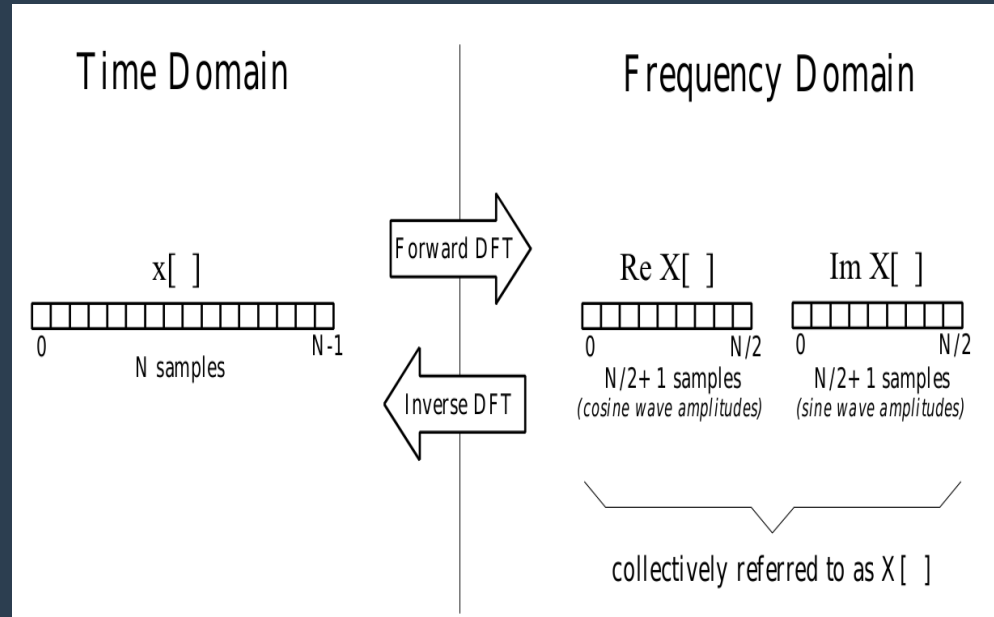 Time Domain
Frequency Domain
Forward DFT
x[ ]
Re X[ ]
Im X[ ]
0
N-1
N samples
0
N/2
0
N/2
N/2+1 samples
N/2+1 samples
(cosine wave amplitudes)
(sine wave amplitudes)
Inverse DFT
collectively referred to as X[ ]